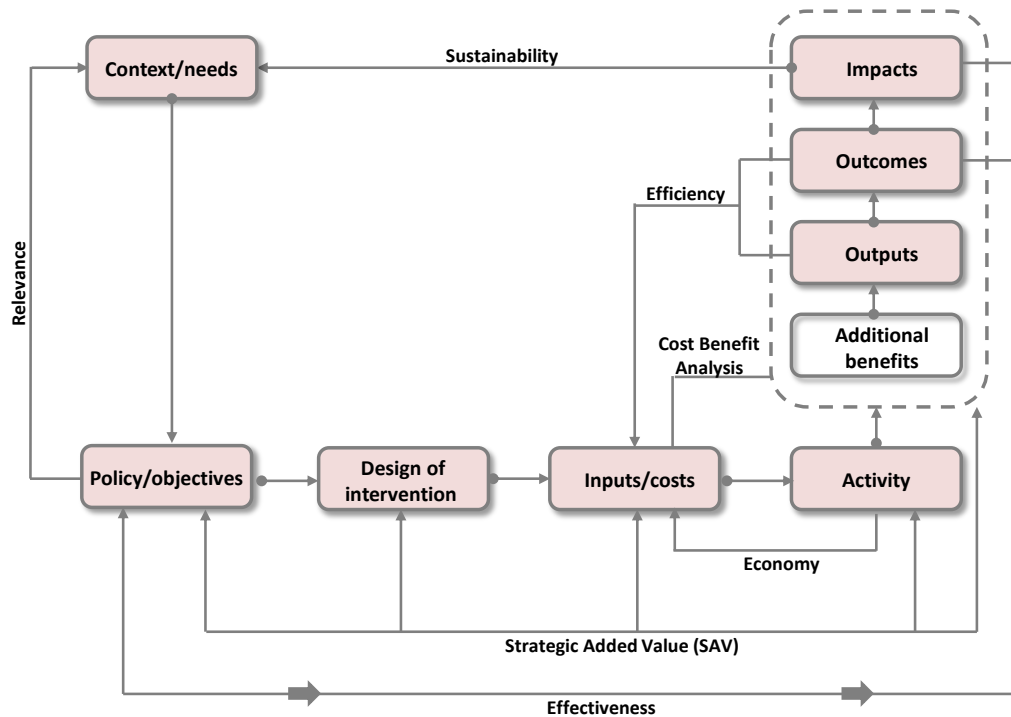 Sustainability
Context/needs
Impacts
Outcomes
Efficiency
Outputs
Relevance
Cost Benefit
Analysis
Additional
benefits
Policy/objectives
Design of
intervention
Inputs/costs
Activity
Economy
Strategic Added Value (SAV)
Effectiveness